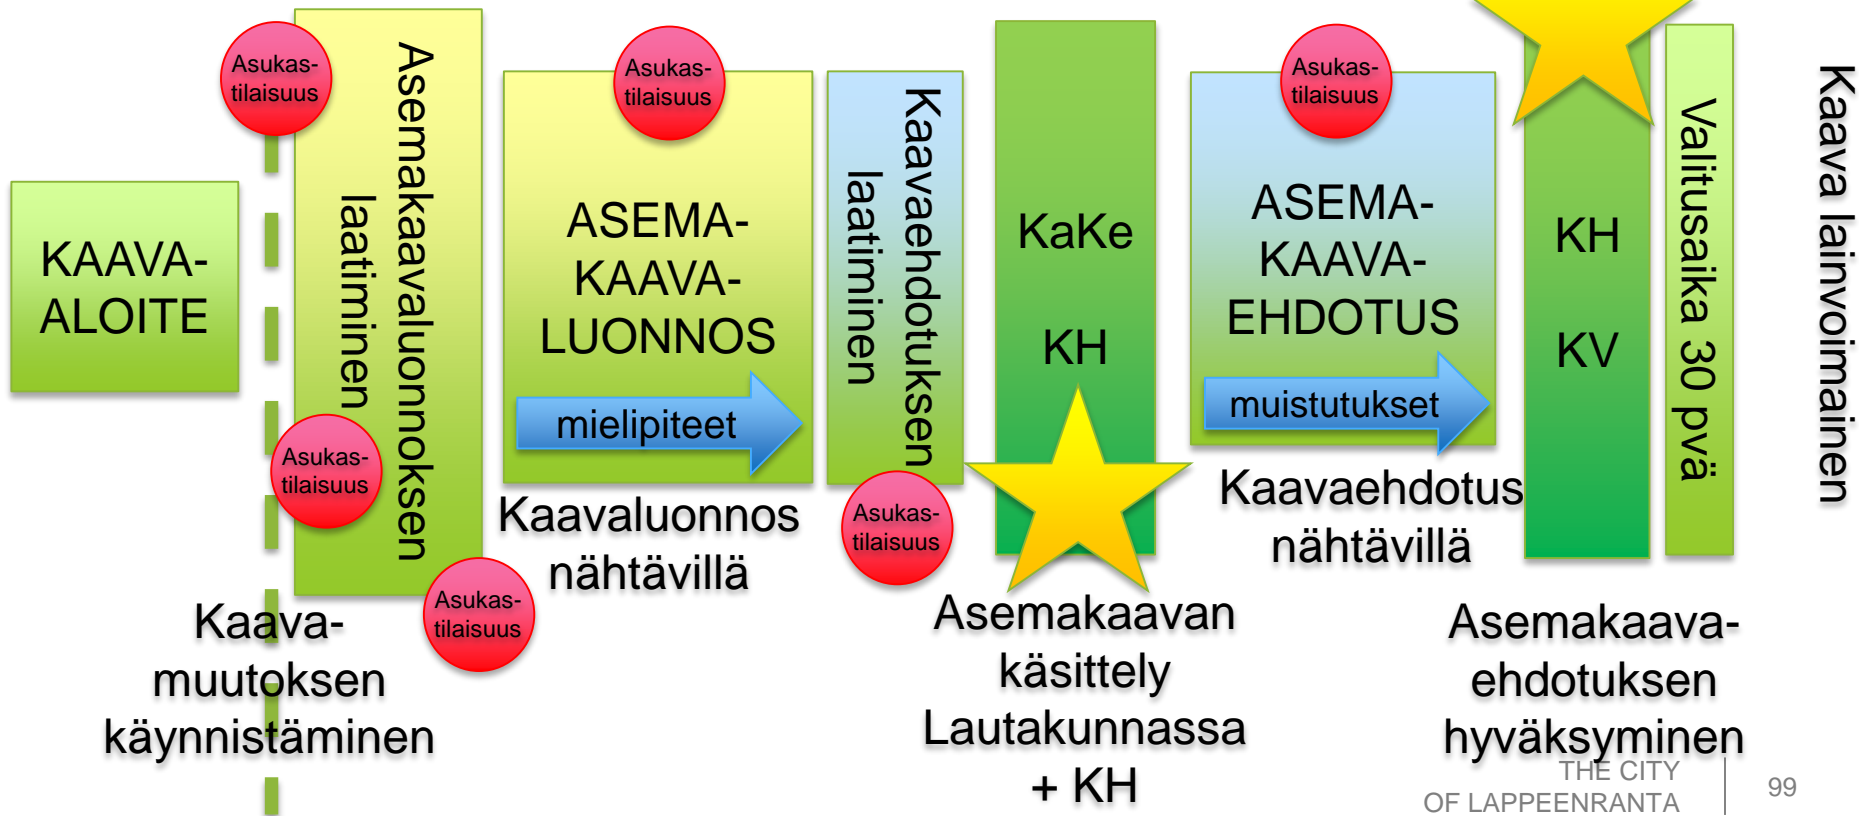 KAAVA-
ALOITE
Kaava-
muutoksen
käynnistäminen
Asukas-
tilaisuus
Asemakaavaluonnoksen
laatiminen
Asukas-
tilaisuus
Asukas-
tilaisuus
Asukas-
tilaisuus
ASEMA-
KAAVA-
LUONNOS
mielipiteet
Kaavaluonnos
nähtävillä
Kaavaehdotuksen
laatiminen
Asukas-
tilaisuus
KaKe
KH
Asemakaavan
käsittely
Lautakunnassa
+ KH
Asukas-
tilaisuus
ASEMA-
KAAVA-
EHDOTUS
muistutukset
Kaavaehdotus
nähtävillä
KH
KV
Asemakaava-
ehdotuksen
hyväksyminen
Valitusaika 30 pvä
Kaava lainvoimainen
THE CITY
OF LAPPEENRANTA
99